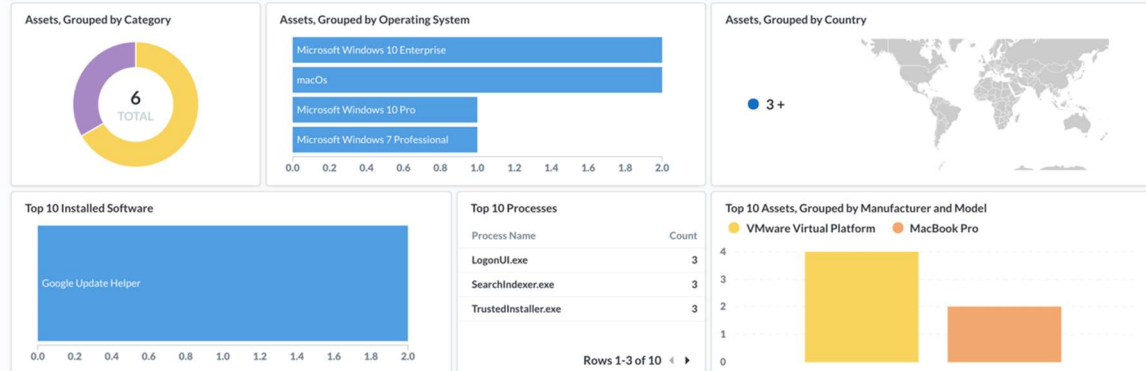 Assets, Grouped by Category
6
TOTAL
Assets, Grouped by Operating System
Microsoft Windows 10 Enterprise
macOs
Microsoft Windows 10 Pro
Microsoft Windows 7 Professional
0.0 0.2 0.4 0.6 0.8 1.0 1.2 1.4 1.6 1.8 2.0
Assets, Grouped by Country
3 +
Top 10 Installed Software
Google Update Helper
0.0 0.2 0.4 0.6 0.8 1.0 1.2 1.4 1.6 1.8 2.0
Top 10 Processes
Process Name Count
LogonUI.exe 3
SearchIndexer.exe 3
TrustedInstaller.exe 3
Rows 1-3 of 10
Top 10 Assets, Grouped by Manufacturer and Model
VMware Virtual Platform MacBook Pro
4
3
2
1
0